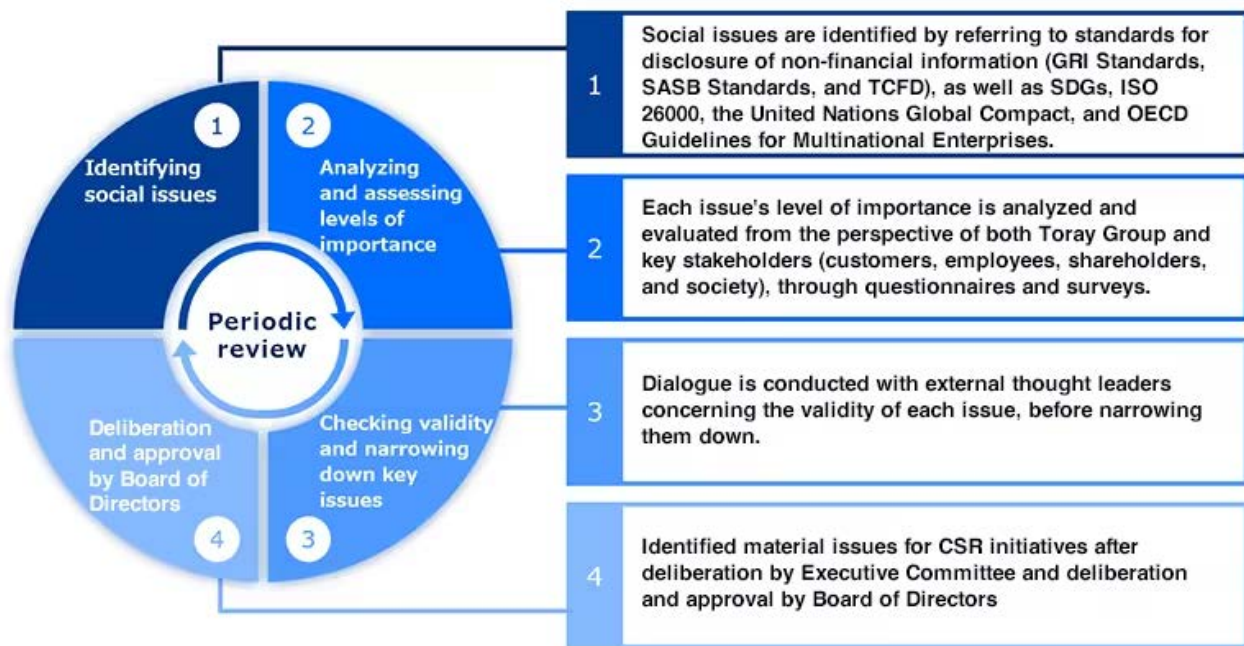 1
Identifying
social issues
2
Analyzing
and assessing
levels of
importance
Periodic
review
Deliberation
and approval
by Board of
Directors
4
Checking validity
and narrowing
down key
issues
3
1
Social issues are identified by referring to standards for
disclosure of non-financial information (GRI Standards,
SASB Standards, and TCFD), as well as SDGs, ISO
26000, the United Nations Global Compact, and OECD
Guidelines for Multinational Enterprises.
2
Each issue's level of importance is analyzed and
evaluated from the perspective of both Toray Group and
key stakeholders (customers, employees, shareholders,
and society), through questionnaires and surveys.
3
Dialogue is conducted with external thought leaders
concerning the validity of each issue, before narrowing
them down.
4
Identified material issues for CSR initiatives after
deliberation by Executive Committee and deliberation
and approval by Board of Directors